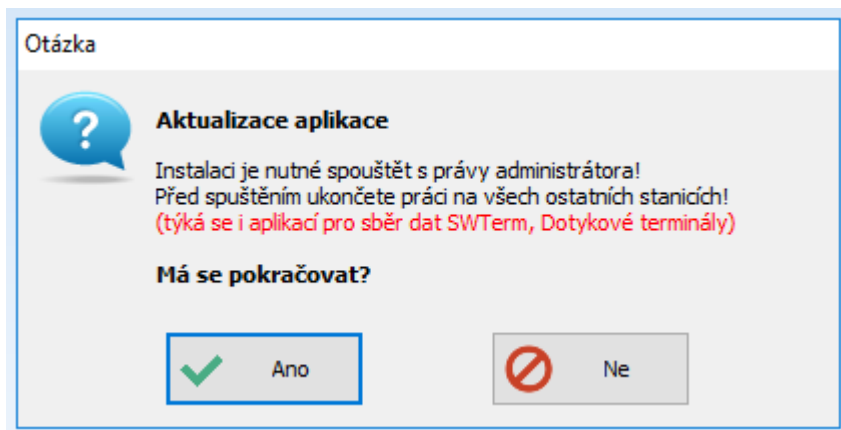 Otázka
Aktualizace aplikace
Instalaci je nutné spouštět s právy administrátora!
Před spuštěním ukončete práci na všech ostatních stanicích!
(týká se i aplikací pro sběr dat SWTerm, Dotykové terminály)
Má se pokračovat?
Ano
Ne